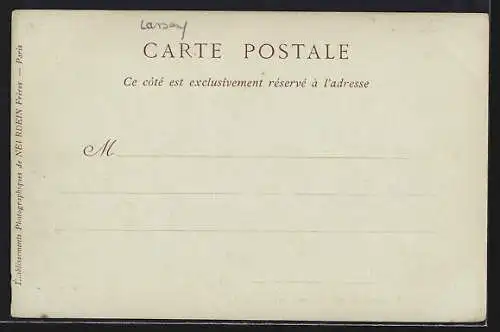 Larsay
CARTE POSTALE
Ce côté est exclusivement réservé à l'adresse
M
Établissements Photographiques de NEURDEIN Frères. — Paris